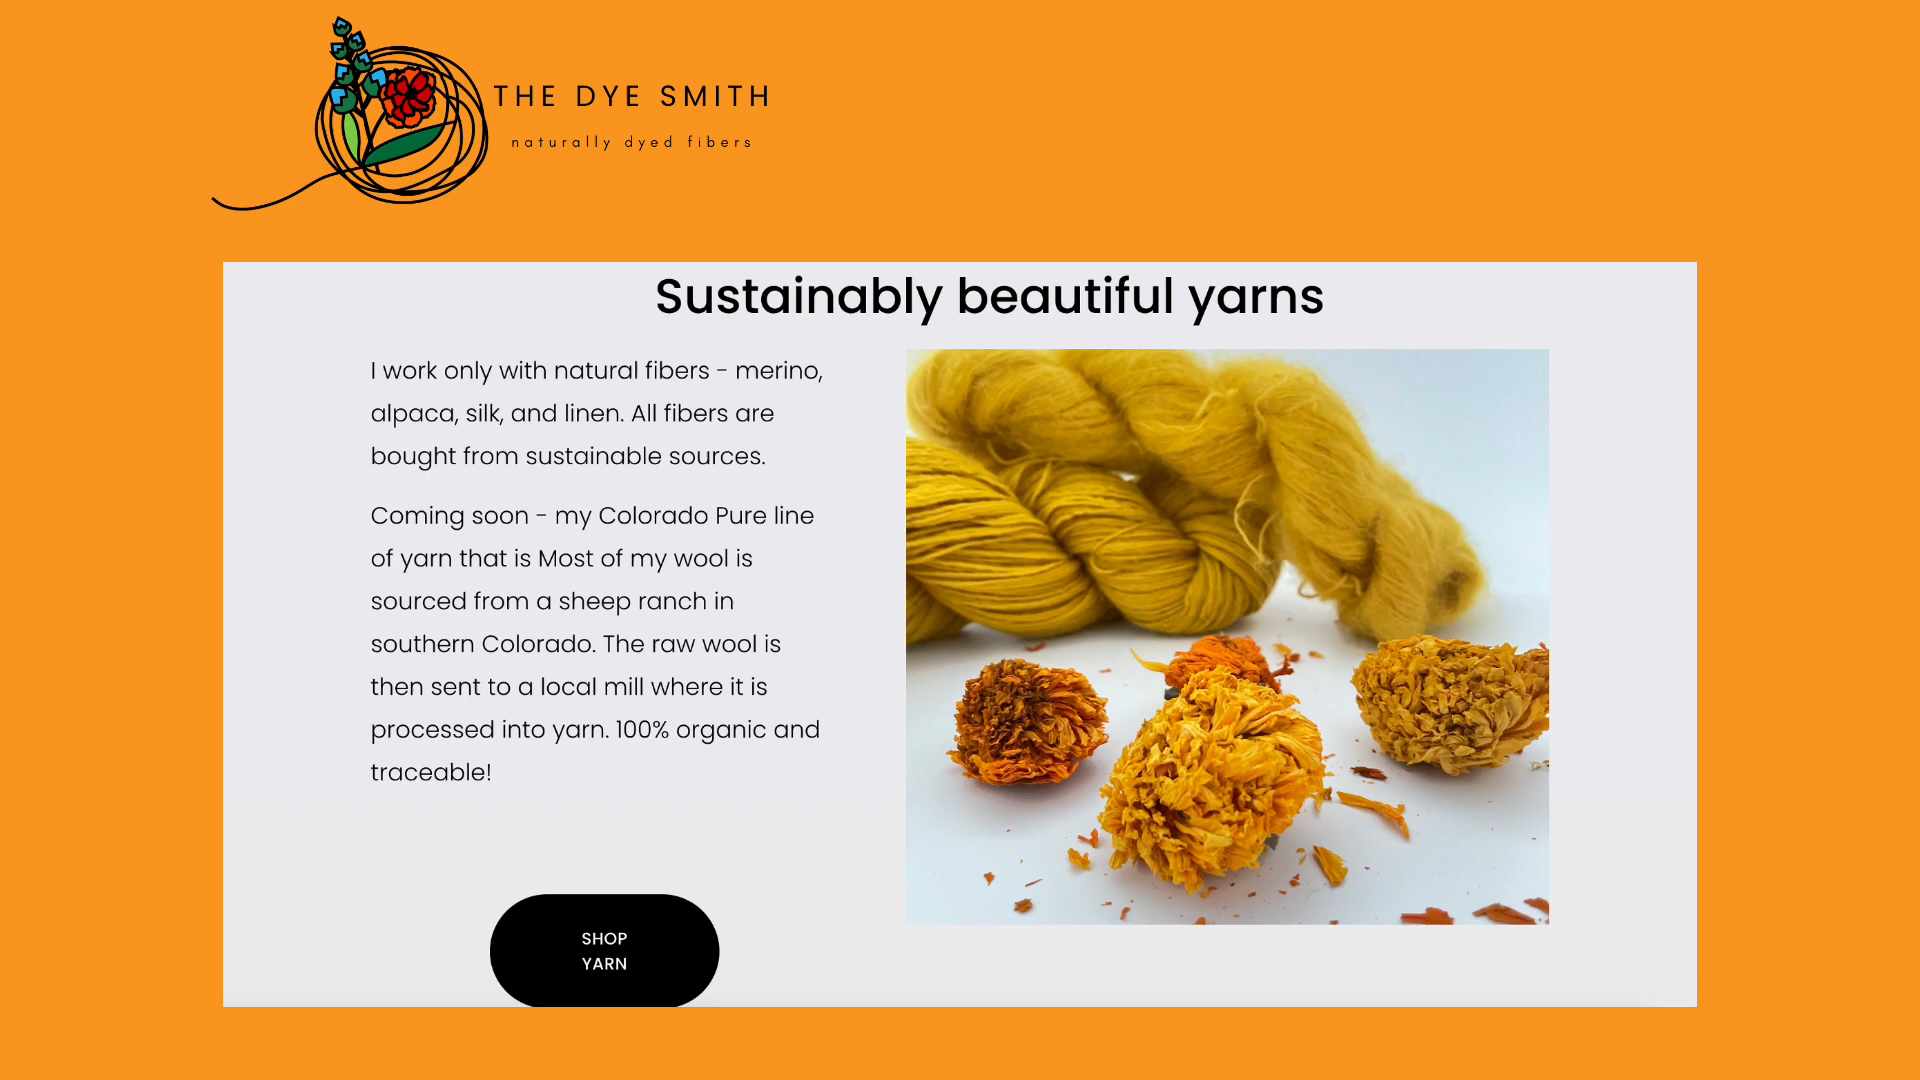 THE DYE SMITH
naturally dyed fibers
Sustainably beautiful yarns
I work only with natural fibers - merino,
alpaca, silk, and linen. All fibers are
bought from sustainable sources.
Coming soon - my Colorado Pure line
of yarn that is Most of my wool is
sourced from a sheep ranch in
southern Colorado. The raw wool is
then sent to a local mill where it is
processed into yarn. 100% organic and
traceable!
SHOP
YARN